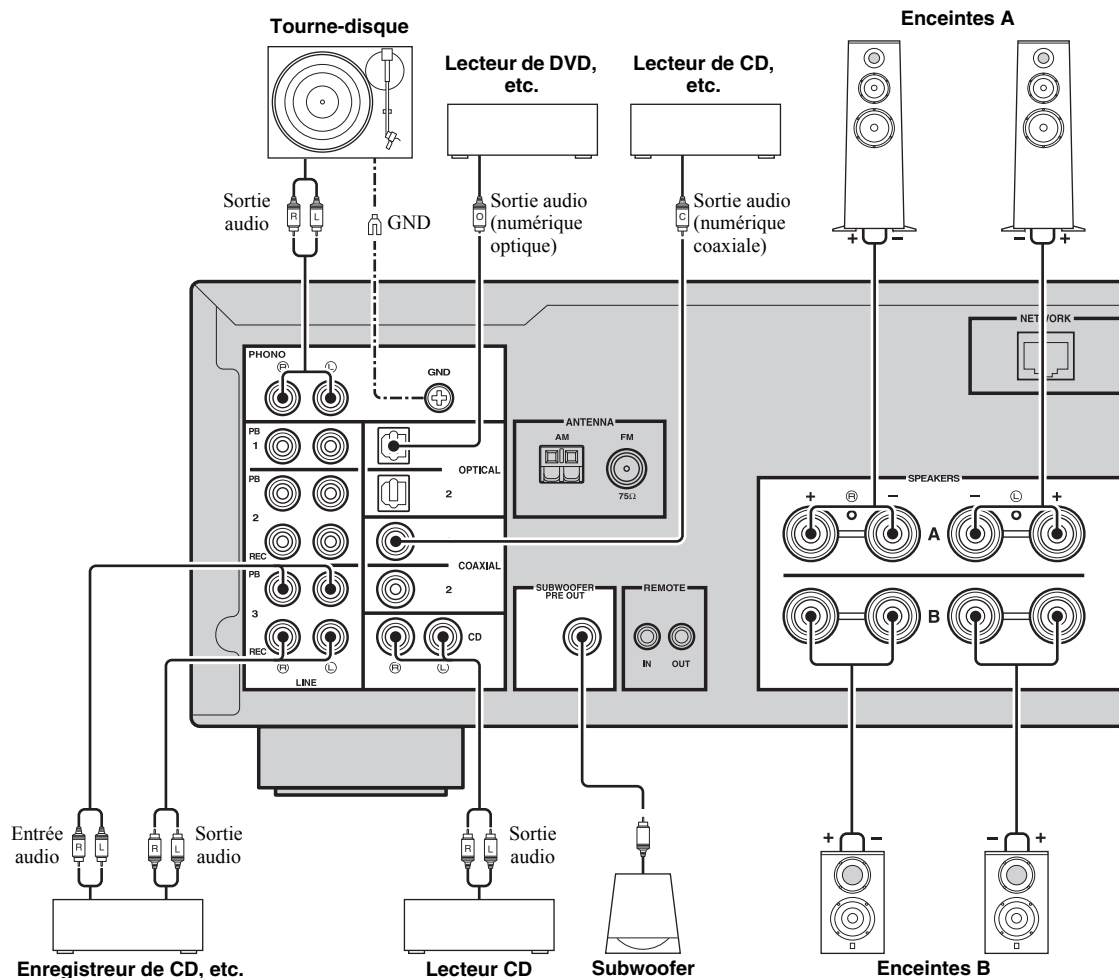 Tourne-disque
Enceintes A
Lecteur de DVD,
etc.
Lecteur de CD,
etc.
Sortie
audio
R L
GND
O
Sortie audio
(numérique
optique)
C
Sortie audio
(numérique
coaxiale)
+ −
− +
NETWORK
PHONO
R L
GND
ANTENNA
AM FM
75Ω
PB
1
PB
2
REC
PB
3
REC
R L
LINE
OPTICAL
2
COAXIAL
2
CD
R L
SUBWOOFER
PRE OUT
REMOTE
IN OUT
SPEAKERS
+ R − − L +
A
B
Entrée
audio
R L
R L
Sortie
audio
R L
Sortie
audio
+ −
− +
Enregistreur de CD, etc.
Lecteur CD
Subwoofer
Enceintes B